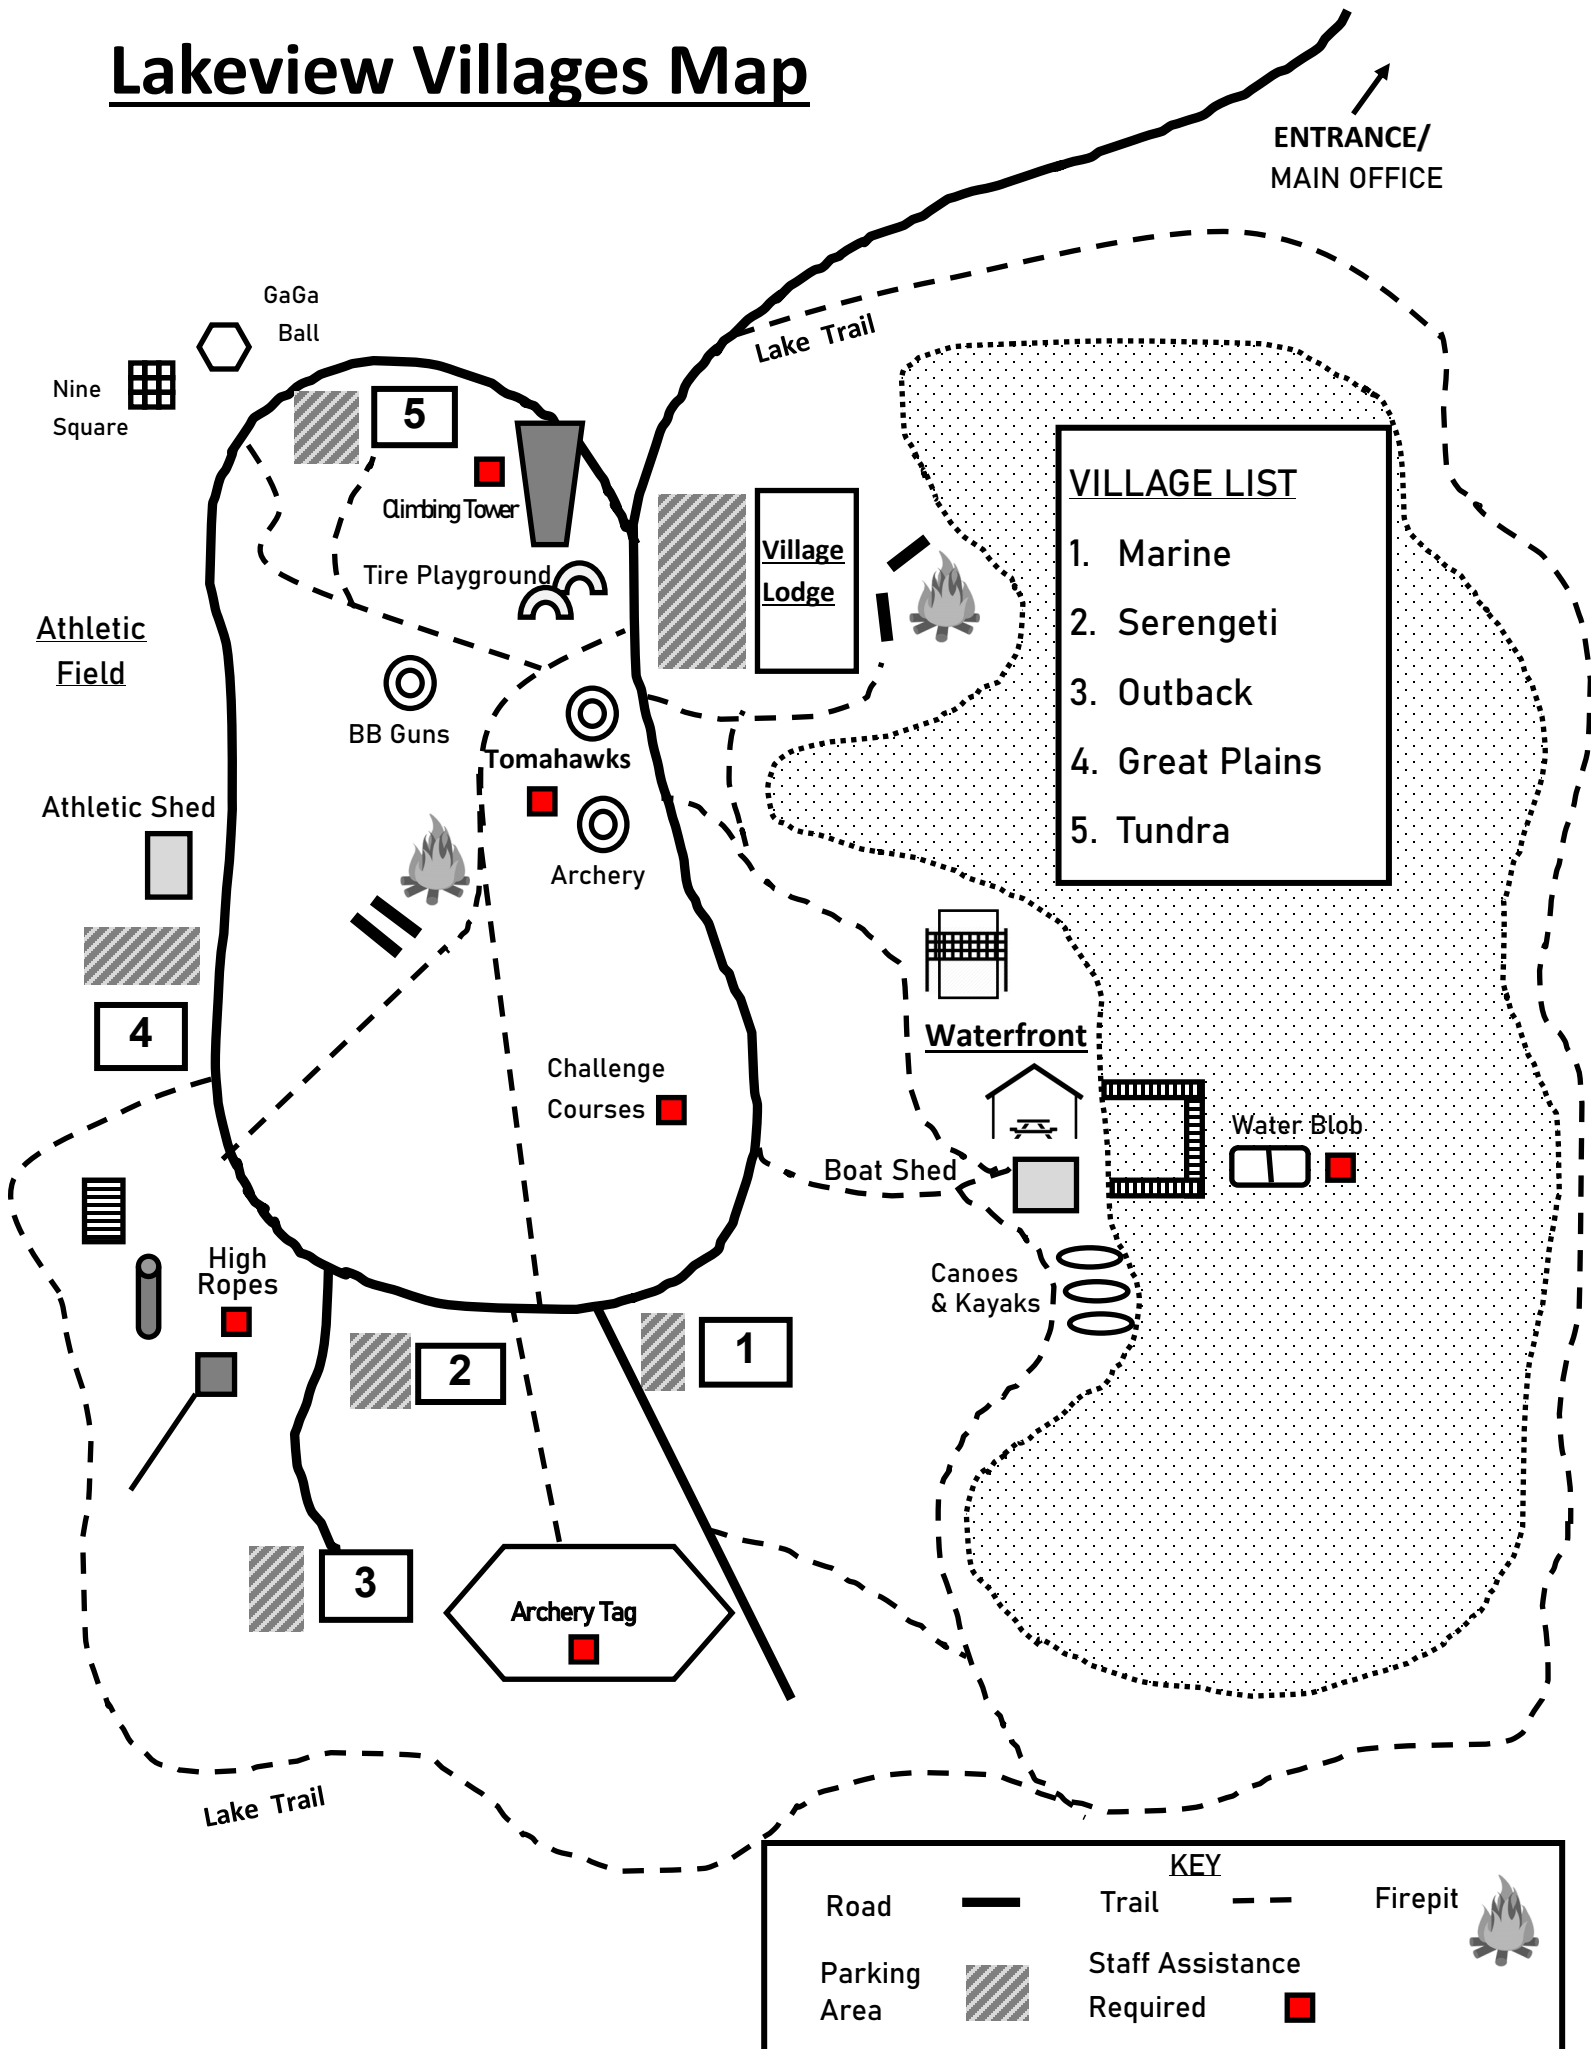 Lakeview Villages Map
ENTRANCE/
MAIN OFFICE
GaGa
Ball
Lake Trail
Nine
Square
5
VILLAGE LIST
1. Marine
2. Serengeti
3. Outback
4. Great Plains
5. Tundra
Climbing Tower
Village
Lodge
Tire Playground
Athletic
Field
BB Guns
Tomahawks
Athletic Shed
Archery
4
Waterfront
Challenge
Courses
Water Blob
Boat Shed
High
Ropes
Canoes
& Kayaks
1
2
3
Archery Tag
Lake Trail
KEY
Road
Trail
Firepit
Parking
Area
Staff Assistance
Required